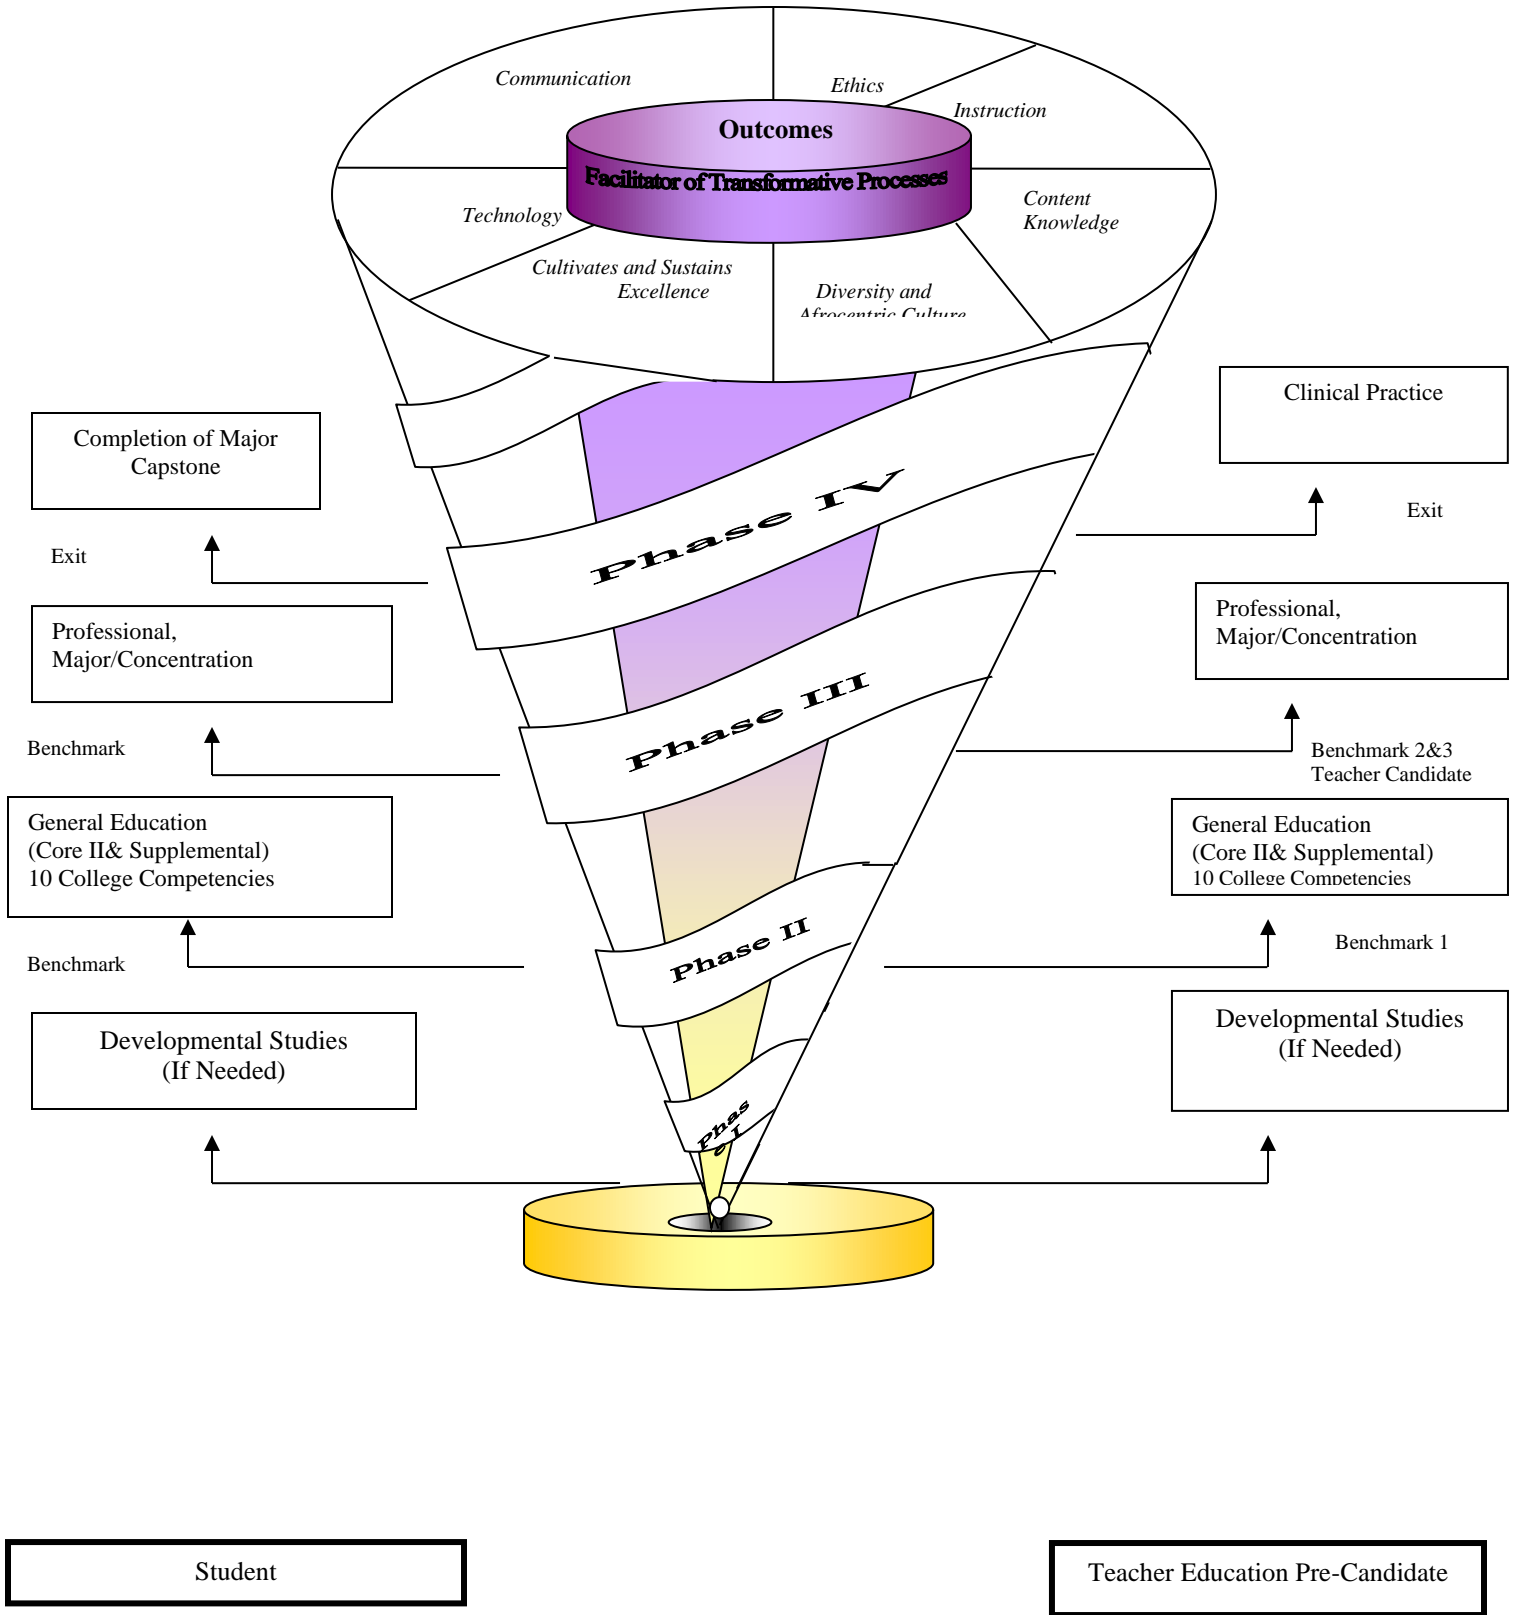 Communication
Ethics
Instruction
Outcomes
Facilitator of Transformative Processes
Technology
Content
Knowledge
Cultivates and Sustains
Excellence
Diversity and
Afrocentric Culture
Clinical Practice
Completion of Major
Capstone
Exit
Exit
Phase IV
Professional,
Major/Concentration
Professional,
Major/Concentration
Phase III
Benchmark
Benchmark 2&3
Teacher Candidate
General Education
(Core II& Supplemental)
10 College Competencies
General Education
(Core II& Supplemental)
10 College Competencies
Phase II
Benchmark
Benchmark 1
Developmental Studies
(If Needed)
Developmental Studies
(If Needed)
Phas
e I
Student
Teacher Education Pre-Candidate